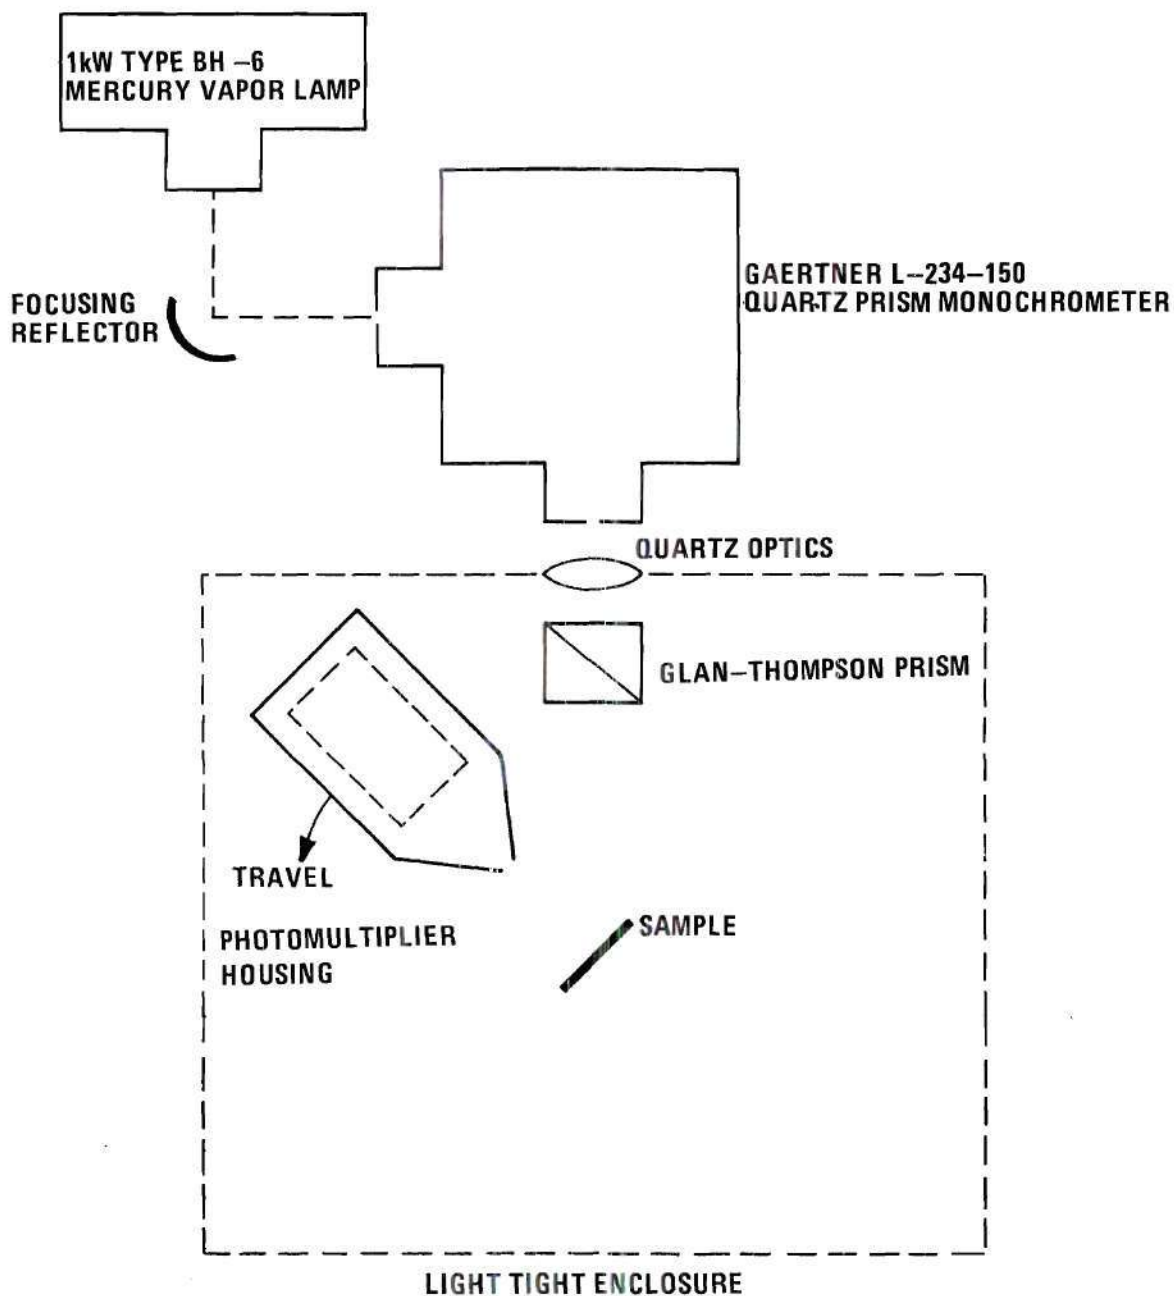 1kW TYPE BH -6
MERCURY VAPOR LAMP
GAERTNER L-234-150
QUARTZ PRISM MONOCHROMETER
FOCUSING
REFLECTOR
QUARTZ OPTICS
GLAN-THOMPSON PRISM
TRAVEL
PHOTOMULTIPLIER
HOUSING
SAMPLE
LIGHT TIGHT ENCLOSURE